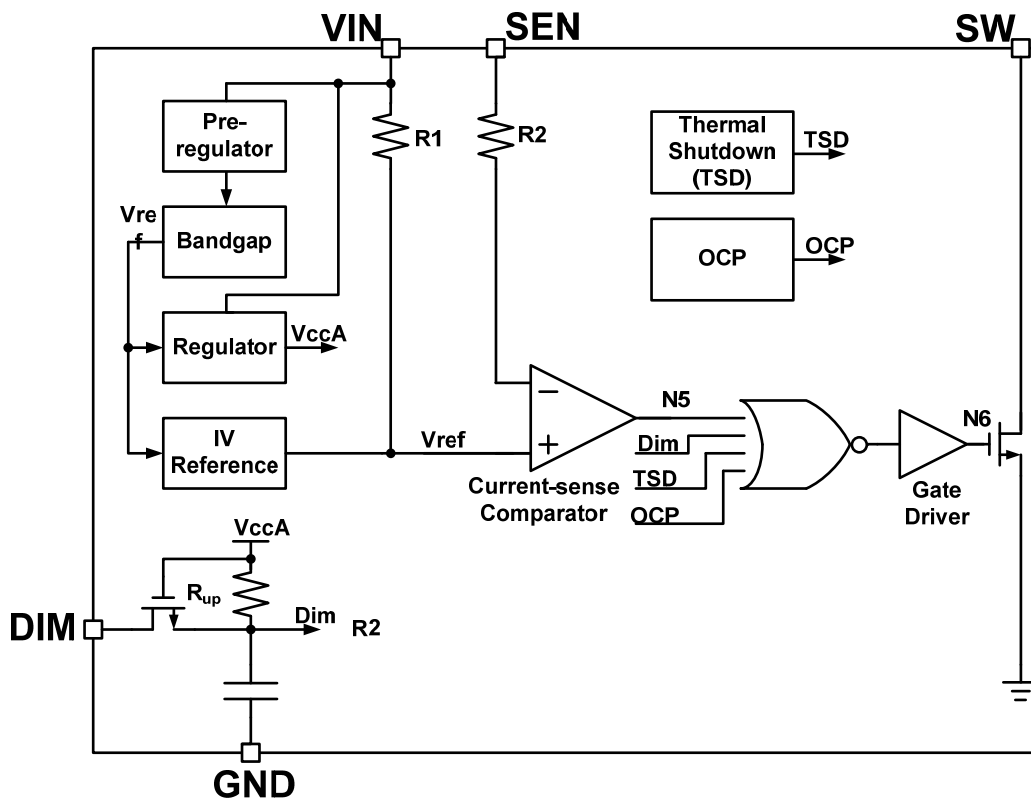 VIN
SEN
SW
Pre-
regulator
R1
R2
Thermal
Shutdown
(TSD)
TSD
Vre
f
Bandgap
OCP
OCP
Regulator
VccA
IV
Reference
Vref
−
+
Current-sense
Comparator
N5
Dim
TSD
OCP
Gate
Driver
N6
VccA
Rup
DIM
Dim
R2
GND